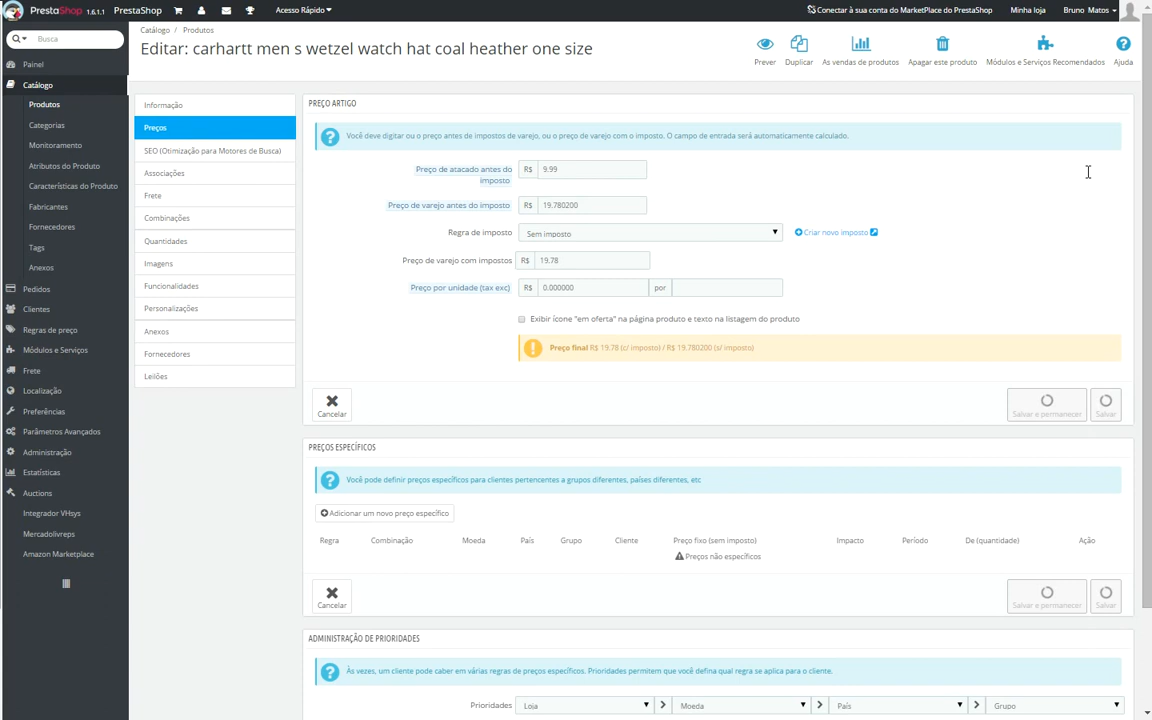 PrestaShop 1.6.1.1 PrestaShop Acesso Rápido Conectar à sua conta do MarketPlace do PrestaShop Minha loja Bruno Matos
Busca
Catálogo / Produtos
Editar: carhartt men s wetzel watch hat coal heather one size
Prever Duplicar As vendas de produtos Apagar este produto Módulos e Serviços Recomendados Ajuda
Painel
Catálogo
Produtos
Categorias
Monitoramento
Atributos do Produto
Características do Produto
Fabricantes
Fornecedores
Tags
Anexos
Pedidos
Clientes
Regras de preço
Módulos e Serviços
Frete
Localização
Preferências
Parâmetros Avançados
Administração
Estatísticas
Auctions
Integrador VHsys
Mercadolivreps
Amazon Marketplace
Informação
Preços
SEO (Otimização para Motores de Busca)
Associações
Frete
Combinações
Quantidades
Imagens
Funcionalidades
Personalizações
Anexos
Fornecedores
Leilões
PREÇO ARTIGO
Você deve digitar ou o preço antes de impostos de varejo, ou o preço de varejo com o imposto. O campo de entrada será automaticamente calculado.
Preço de atacado antes do
imposto
R$ 9.99
Preço de varejo antes do imposto R$ 19.780200
Regra de imposto Sem imposto Criar novo imposto
Preço de varejo com impostos R$ 19.78
Preço por unidade (tax exc) R$ 0.000000 por
Exibir ícone "em oferta" na página produto e texto na listagem do produto
Preço final R$ 19.78 (c/ imposto) / R$ 19.780200 (s/ imposto)
Cancelar Salvar e permanecer Salvar
PREÇOS ESPECÍFICOS
Você pode definir preços específicos para clientes pertencentes a grupos diferentes, países diferentes, etc
Adicionar um novo preço específico
Regra Combinação Moeda País Grupo Cliente Preço fixo (sem imposto) Impacto Período De (quantidade) Ação
Preços não específicos
Cancelar Salvar e permanecer Salvar
ADMINISTRAÇÃO DE PRIORIDADES
Às vezes, um cliente pode caber em várias regras de preços específicos. Prioridades permitem que você defina qual regra se aplica para o cliente.
Prioridades Loja Moeda País Grupo